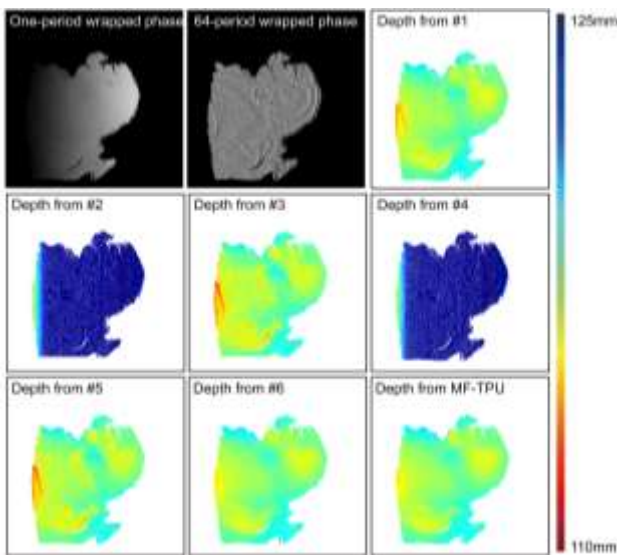 One-period wrapped phase
64-period wrapped phase
Depth from #1
125mm
Depth from #2
Depth from #3
Depth from #4
Depth from #5
Depth from #6
Depth from MF-TPU
110mm